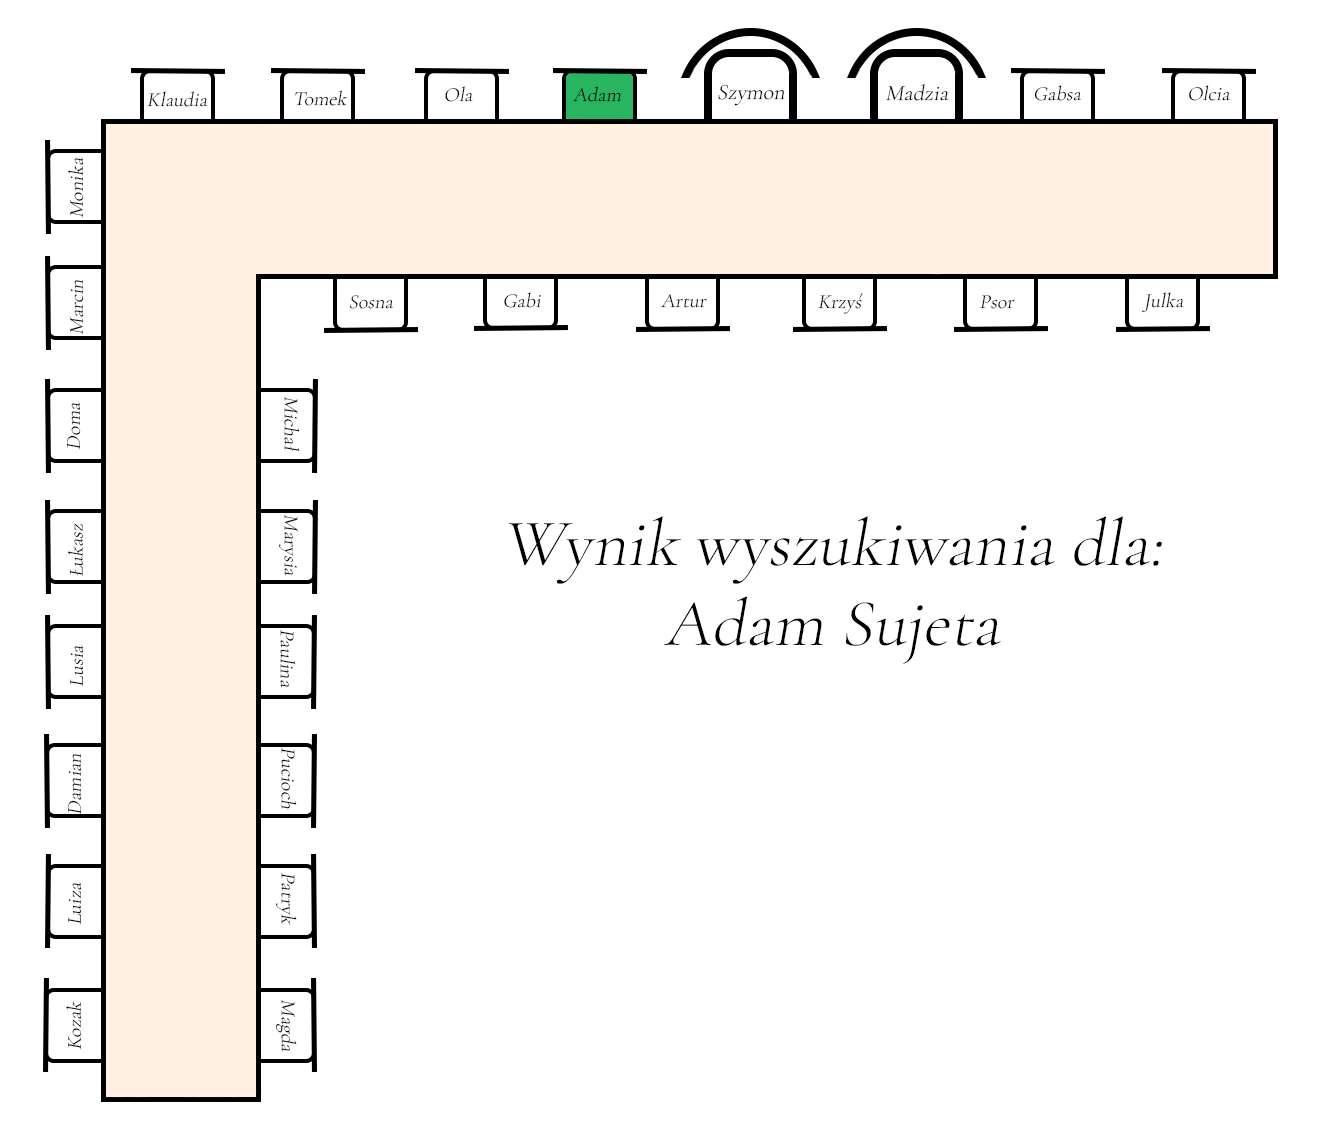 Klaudia
Tomek
Ola
Adam
Szymon
Madzia
Gabsa
Olcia
Monika
Marcin
Doma
Łukasz
Lusia
Damian
Luiza
Kozak
Sosna
Gabi
Artur
Krzyś
Psor
Julka
Michał
Marysia
Paulina
Pucioch
Patryk
Magda
Wynik wyszukiwania dla:
Adam Sujeta